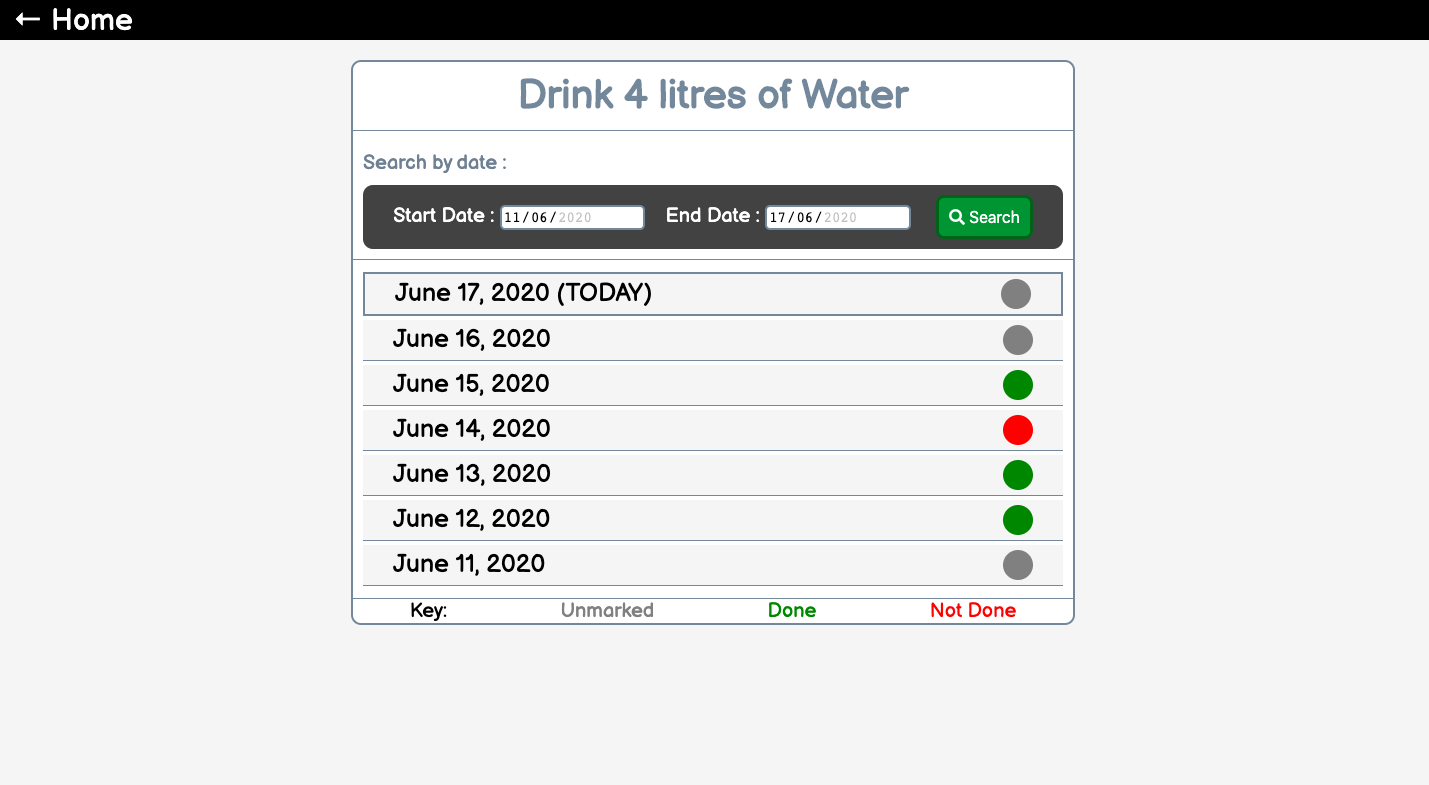 ← Home
Drink 4 litres of Water
Search by date :
Start Date : 11/06/2020 End Date : 17/06/2020 Search
June 17, 2020 (TODAY)
June 16, 2020
June 15, 2020
June 14, 2020
June 13, 2020
June 12, 2020
June 11, 2020
Key: Unmarked Done Not Done